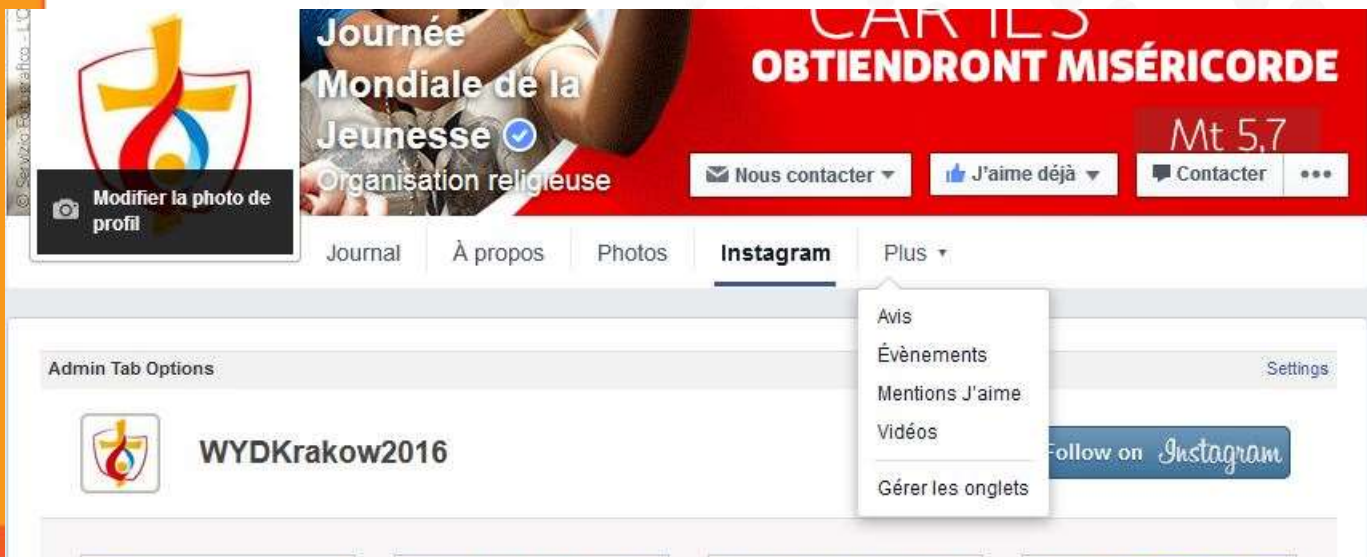 CAR ILS
OBTIENDRONT MISÉRICORDE
Mt 5,7
© Servizio Fotografico - L'O
Journée
Mondiale de la
Jeunesse
Organisation religieuse
Modifier la photo de
profil
Nous contacter
J'aime déjà
Contacter
Journal À propos Photos Instagram Plus
Avis
Évènements
Mentions J'aime
Vidéos
Gérer les onglets
Admin Tab Options
Settings
WYDKrakow2016
Follow on Instagram